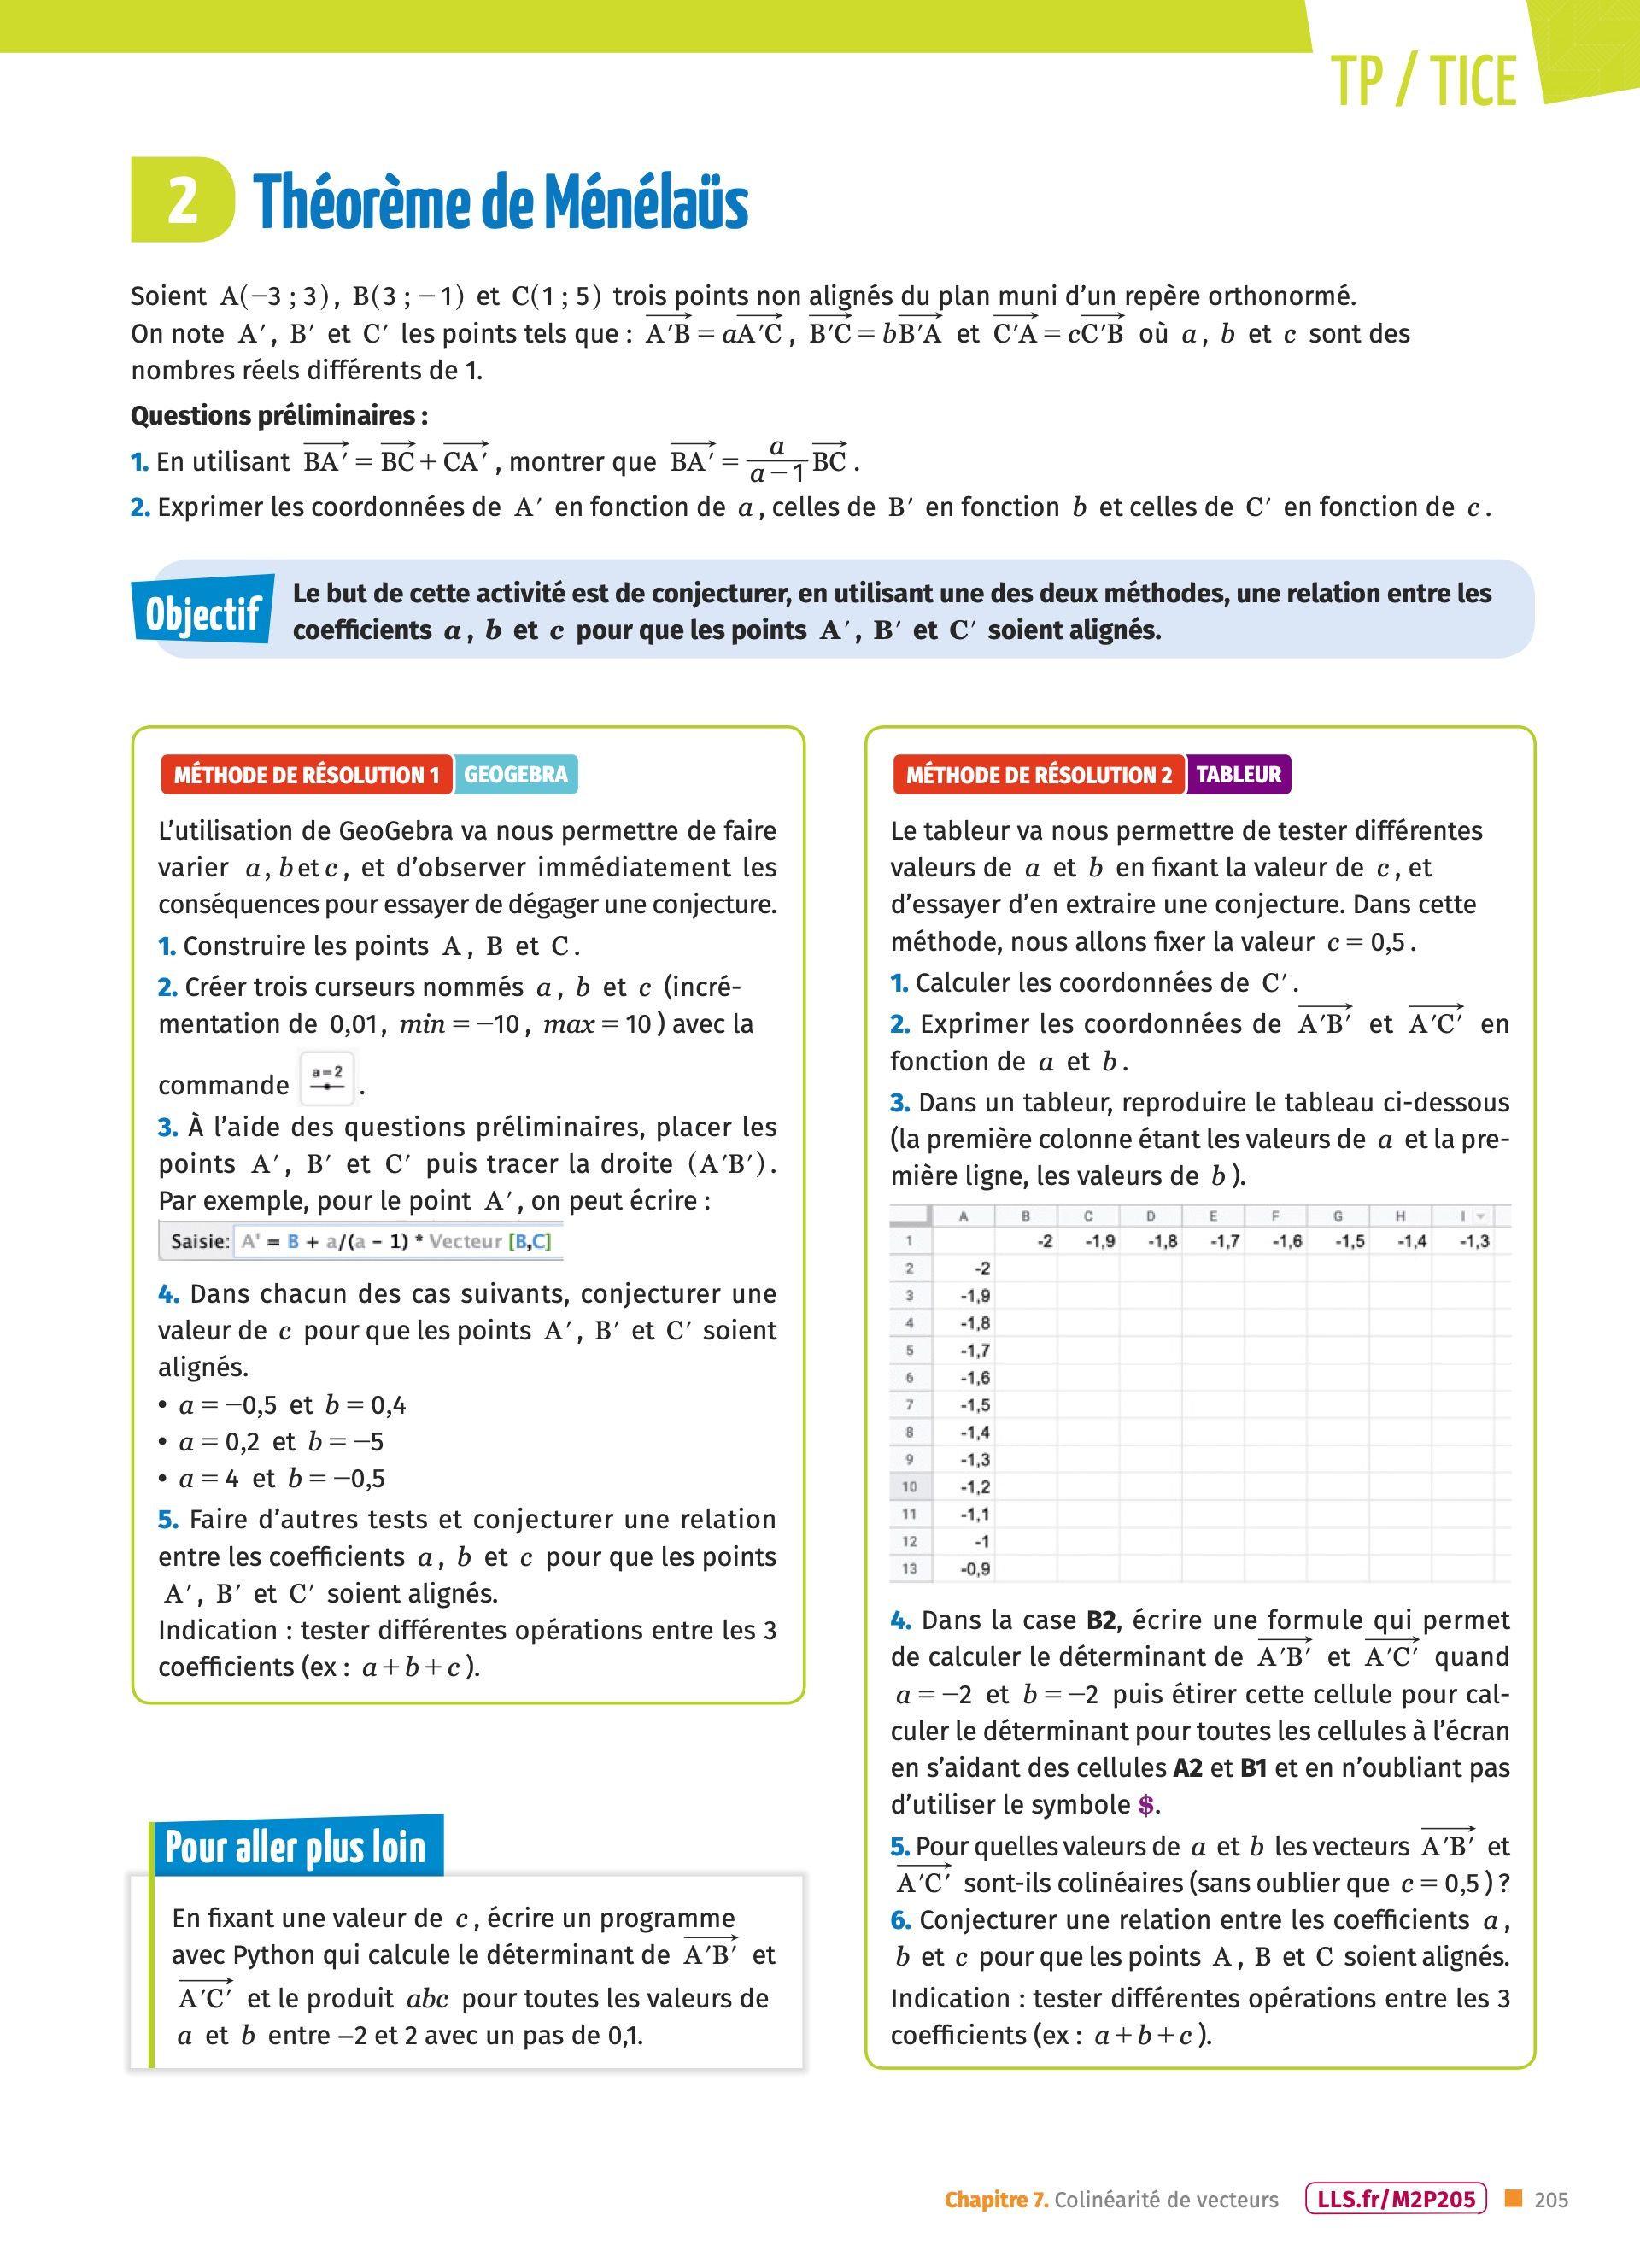 TP / TICE
2 Théorème de Ménélaüs
Soient A(−3 ; 3), B(3 ; −1) et C(1 ; 5) trois points non alignés du plan muni d’un repère orthonormé.
On note A′, B′ et C′ les points tels que : A′B = aA′C, B′C = bB′A et C′A = cC′B où a, b et c sont des
nombres réels différents de 1.
Questions préliminaires :
1. En utilisant BA′ = BC + CA′, montrer que BA′ = a/(a−1) BC.
2. Exprimer les coordonnées de A′ en fonction de a, celles de B′ en fonction b et celles de C′ en fonction de c.
Objectif
Le but de cette activité est de conjecturer, en utilisant une des deux méthodes, une relation entre les
coefficients a, b et c pour que les points A′, B′ et C′ soient alignés.
MÉTHODE DE RÉSOLUTION 1 GEOGEBRA
L’utilisation de GeoGebra va nous permettre de faire
varier a, b et c, et d’observer immédiatement les
conséquences pour essayer de dégager une conjecture.
1. Construire les points A, B et C.
2. Créer trois curseurs nommés a, b et c (incré-
mentation de 0,01, min = −10, max = 10) avec la
commande a=2 .
3. À l’aide des questions préliminaires, placer les
points A′, B′ et C′ puis tracer la droite (A′B′).
Par exemple, pour le point A′, on peut écrire :
Saisie: A' = B + a/(a - 1) * Vecteur [B,C]
4. Dans chacun des cas suivants, conjecturer une
valeur de c pour que les points A′, B′ et C′ soient
alignés.
• a = −0,5 et b = 0,4
• a = 0,2 et b = −5
• a = 4 et b = −0,5
5. Faire d’autres tests et conjecturer une relation
entre les coefficients a, b et c pour que les points
A′, B′ et C′ soient alignés.
Indication : tester différentes opérations entre les 3
coefficients (ex : a + b + c).
Pour aller plus loin
En fixant une valeur de c, écrire un programme
avec Python qui calcule le déterminant de A′B′ et
A′C′ et le produit abc pour toutes les valeurs de
a et b entre –2 et 2 avec un pas de 0,1.
MÉTHODE DE RÉSOLUTION 2 TABLEUR
Le tableur va nous permettre de tester différentes
valeurs de a et b en fixant la valeur de c, et
d’essayer d’en extraire une conjecture. Dans cette
méthode, nous allons fixer la valeur c = 0,5.
1. Calculer les coordonnées de C′.
2. Exprimer les coordonnées de A′B′ et A′C′ en
fonction de a et b.
3. Dans un tableur, reproduire le tableau ci-dessous
(la première colonne étant les valeurs de a et la pre-
mière ligne, les valeurs de b).
A B C D E F G H I
1 -2 -1,9 -1,8 -1,7 -1,6 -1,5 -1,4 -1,3
2 -2
3 -1,9
4 -1,8
5 -1,7
6 -1,6
7 -1,5
8 -1,4
9 -1,3
10 -1,2
11 -1,1
12 -1
13 -0,9
4. Dans la case B2, écrire une formule qui permet
de calculer le déterminant de A′B′ et A′C′ quand
a = −2 et b = −2 puis étirer cette cellule pour cal-
culer le déterminant pour toutes les cellules à l’écran
en s’aidant des cellules A2 et B1 et en n’oubliant pas
d’utiliser le symbole $.
5. Pour quelles valeurs de a et b les vecteurs A′B′ et
A′C′ sont-ils colinéaires (sans oublier que c = 0,5) ?
6. Conjecturer une relation entre les coefficients a,
b et c pour que les points A, B et C soient alignés.
Indication : tester différentes opérations entre les 3
coefficients (ex : a + b + c).
Chapitre 7. Colinéarité de vecteurs LLS.fr/M2P205 205